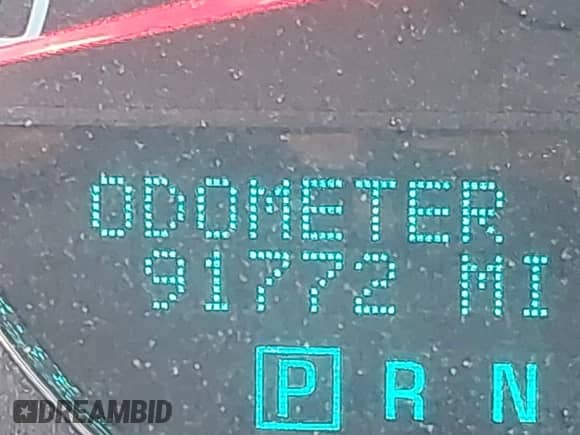 ODOMETER
91772 MI
P R N
DREAMBID